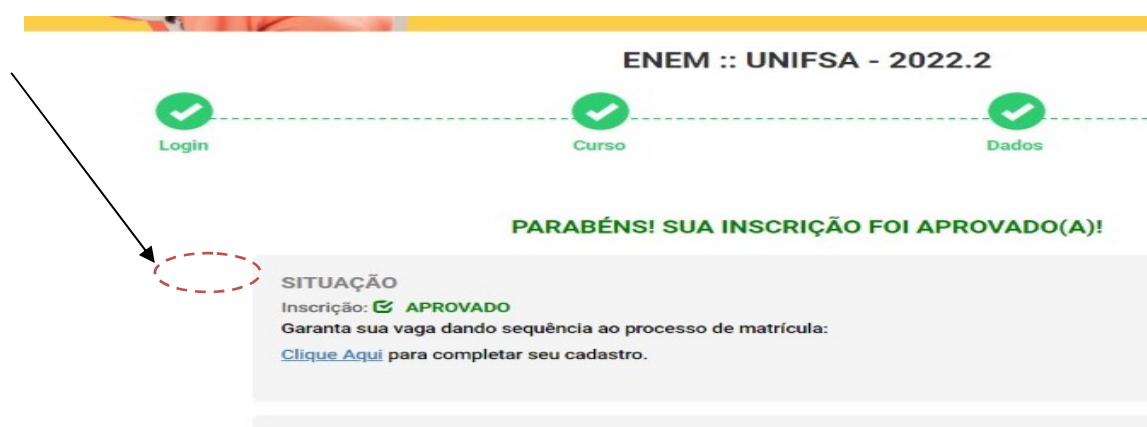 ENEM :: UNIFSA - 2022.2
Login
Curso
Dados
PARABÉNS! SUA INSCRIÇÃO FOI APROVADO(A)!
SITUAÇÃO
Inscrição: APROVADO
Garanta sua vaga dando sequência ao processo de matrícula:
Clique Aqui para completar seu cadastro.